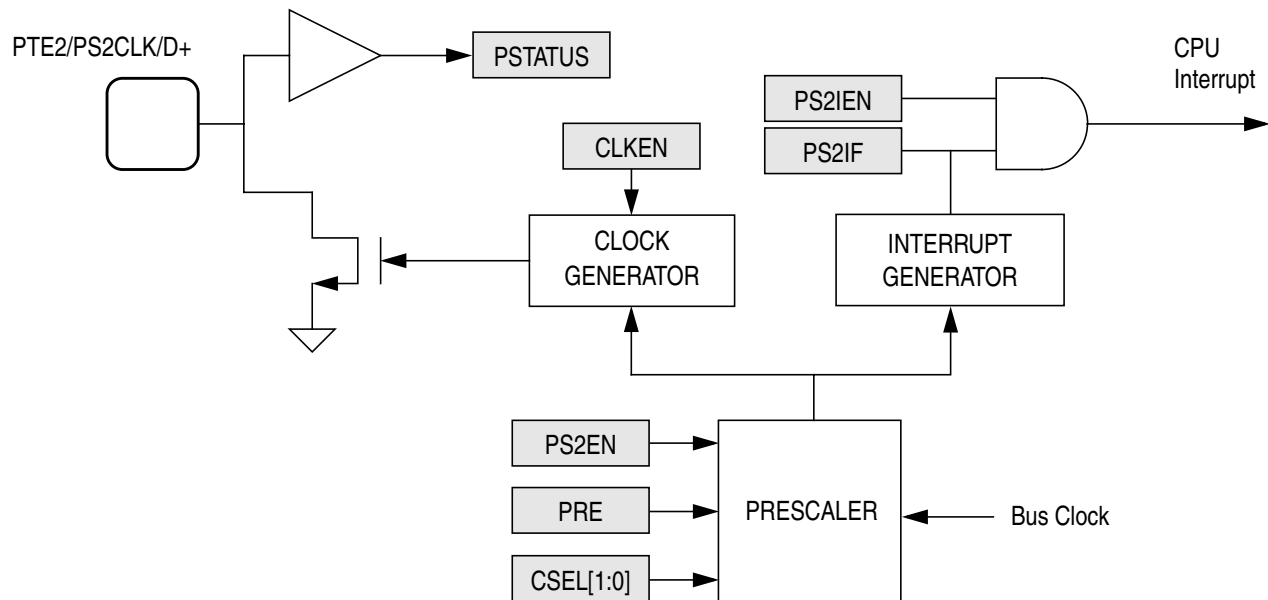 PTE2/PS2CLK/D+
PSTATUS
CPU
Interrupt
PS2IEN
PS2IF
CLKEN
CLOCK
GENERATOR
INTERRUPT
GENERATOR
PS2EN
PRE
CSEL[1:0]
PRESCALER
Bus Clock